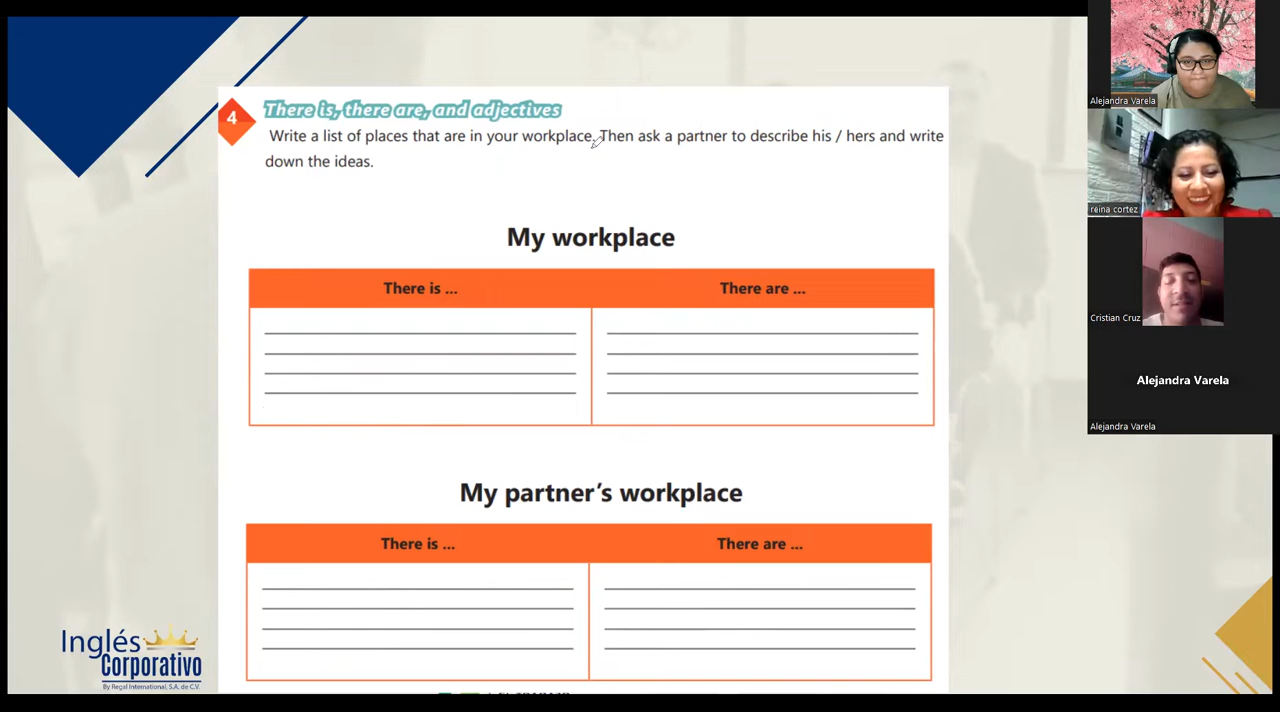 4
There is, there are, and adjectives
Write a list of places that are in your workplace. Then ask a partner to describe his / hers and write
down the ideas.
My workplace
There is ... There are ...
My partner's workplace
There is ... There are ...
Inglés
Corporativo
By Regal International, S.A. de C.V.
Alejandra Varela
reina cortez
Cristian Cruz
Alejandra Varela
Alejandra Varela